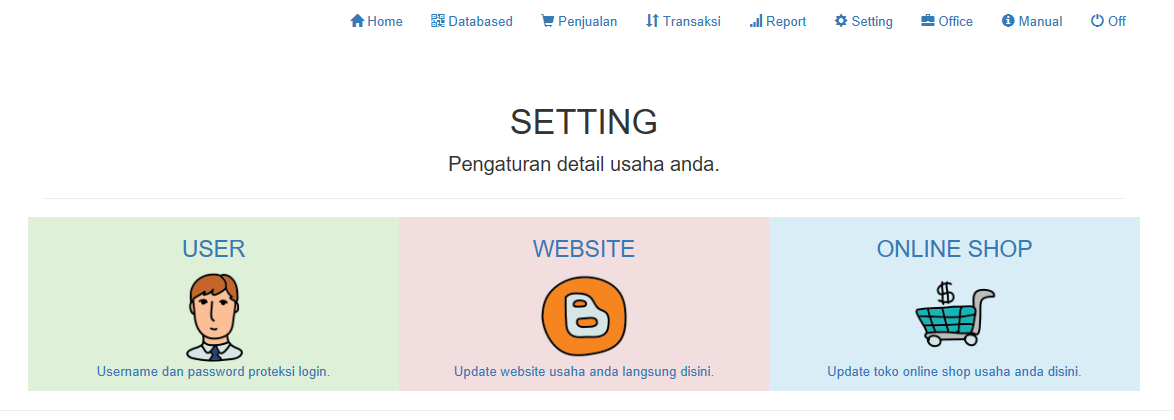 Home Databased Penjualan Transaksi Report Setting Office Manual Off
SETTING
Pengaturan detail usaha anda.
USER
Username dan password proteksi login.
WEBSITE
Update website usaha anda langsung disini.
ONLINE SHOP
$
Update toko online shop usaha anda disini.